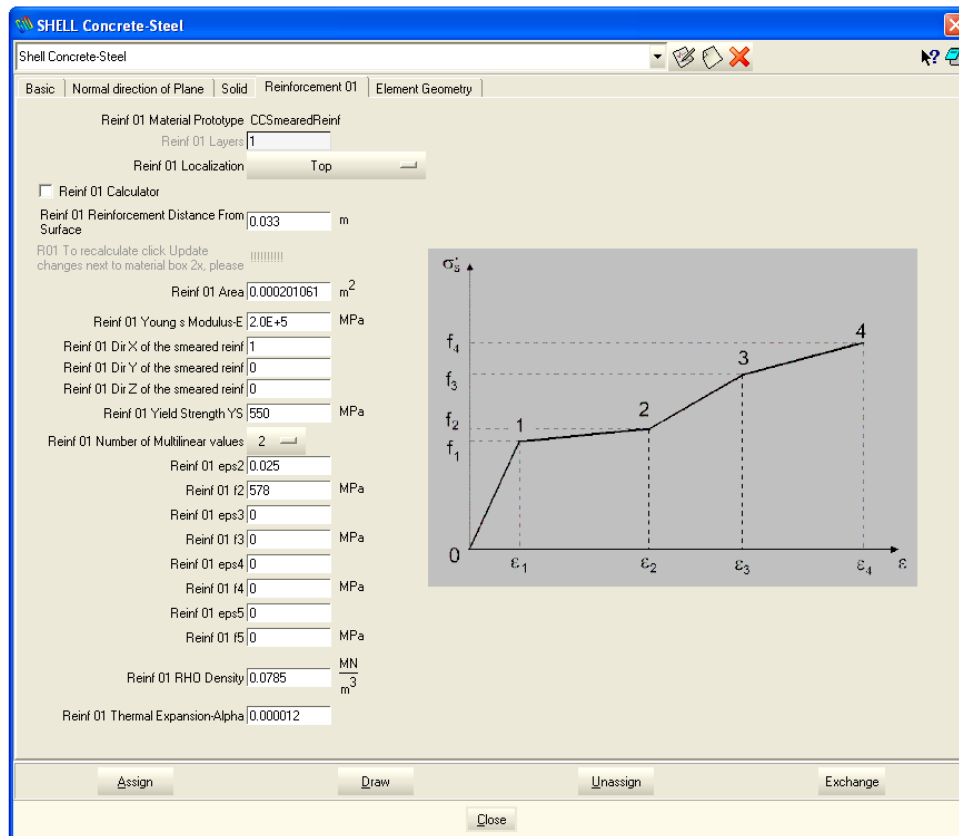 SHELL Concrete-Steel
Shell Concrete-Steel
Basic Normal direction of Plane Solid Reinforcement 01 Element Geometry
Reinf 01 Material Prototype CCSmearedReinf
Reinf 01 Layers 1
Reinf 01 Localization Top
Reinf 01 Calculator
Reinf 01 Reinforcement Distance From
Surface 0.033 m
R01 To recalculate click Update
changes next to material box 2x, please !!!!!!!!!!
Reinf 01 Area 0.000201061 m²
Reinf 01 Young s Modulus-E 2.0E+5 MPa
Reinf 01 Dir X of the smeared reinf 1
Reinf 01 Dir Y of the smeared reinf 0
Reinf 01 Dir Z of the smeared reinf 0
Reinf 01 Yield Strength YS 550 MPa
Reinf 01 Number of Multilinear values 2
Reinf 01 eps2 0.025
Reinf 01 f2 578 MPa
Reinf 01 eps3 0
Reinf 01 f3 0 MPa
Reinf 01 eps4 0
Reinf 01 f4 0 MPa
Reinf 01 eps5 0
Reinf 01 f5 0 MPa
Reinf 01 RHO Density 0.0785 MN/m³
Reinf 01 Thermal Expansion-Alpha 0.000012
f₄ 4
f₃ 3
f₂ 2
f₁ 1
0 ε₁ ε₂ ε₃ ε₄ ε
Assign Draw Unassign Exchange
Close